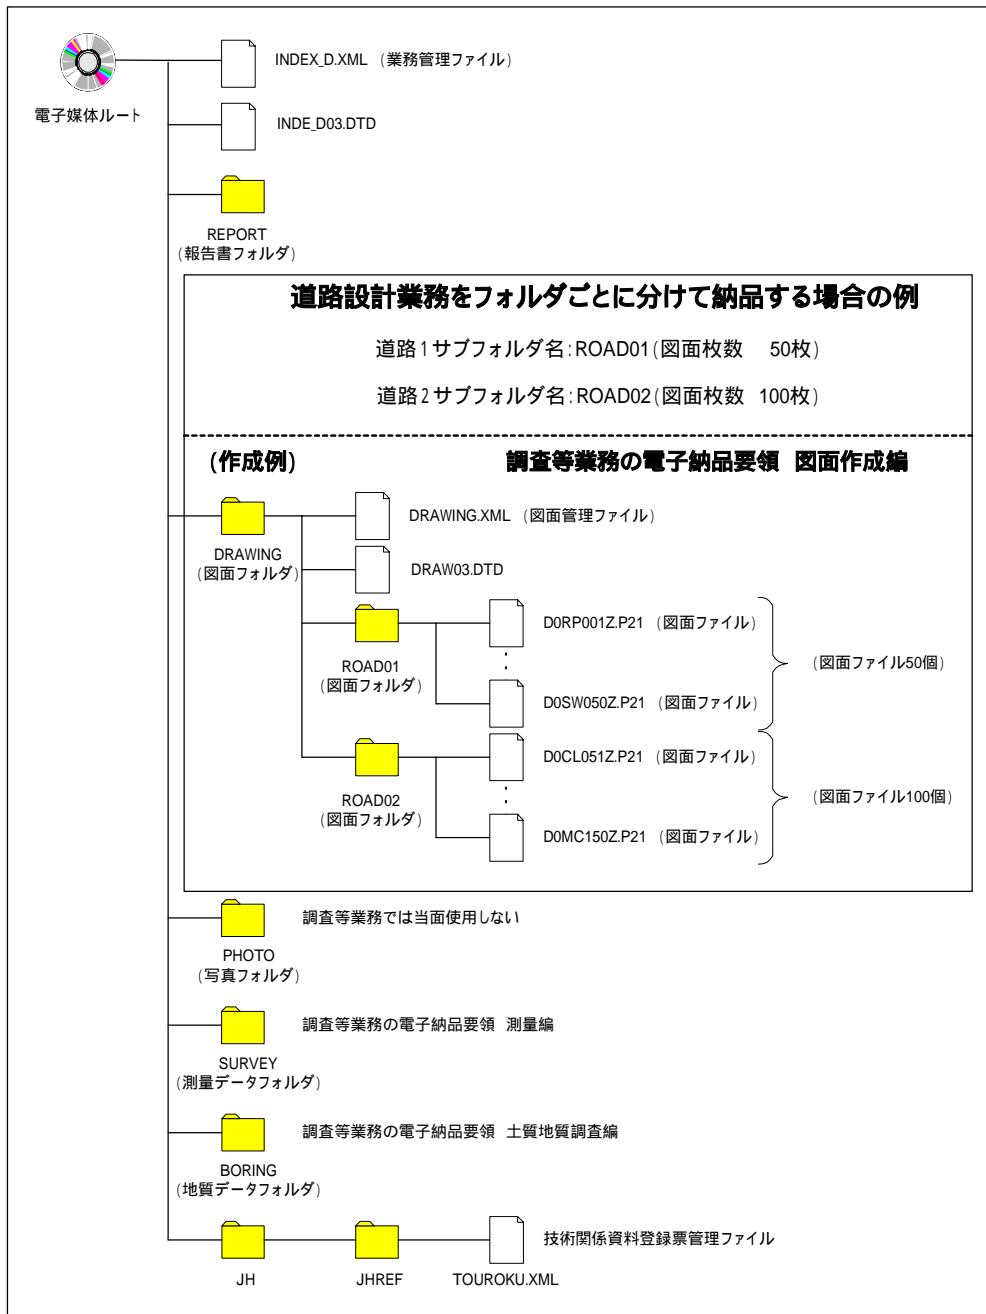 INDEX_D.XML (業務管理ファイル)
電子媒体ルート
INDE_D03.DTD
REPORT
(報告書フォルダ)
道路設計業務をフォルダごとに分けて納品する場合の例
道路1サブフォルダ名:ROAD01(図面枚数 50枚)
道路2サブフォルダ名:ROAD02(図面枚数 100枚)
(作成例) 調査等業務の電子納品要領 図面作成編
DRAWING.XML (図面管理ファイル)
DRAWING
(図面フォルダ)
DRAW03.DTD
D0RP001Z.P21 (図面ファイル)
ROAD01
(図面フォルダ)
(図面ファイル50個)
D0SW050Z.P21 (図面ファイル)
D0CL051Z.P21 (図面ファイル)
ROAD02
(図面フォルダ)
(図面ファイル100個)
D0MC150Z.P21 (図面ファイル)
調査等業務では当面使用しない
PHOTO
(写真フォルダ)
調査等業務の電子納品要領 測量編
SURVEY
(測量データフォルダ)
調査等業務の電子納品要領 土質地質調査編
BORING
(地質データフォルダ)
技術関係資料登録票管理ファイル
JH JHREF TOUROKU.XML